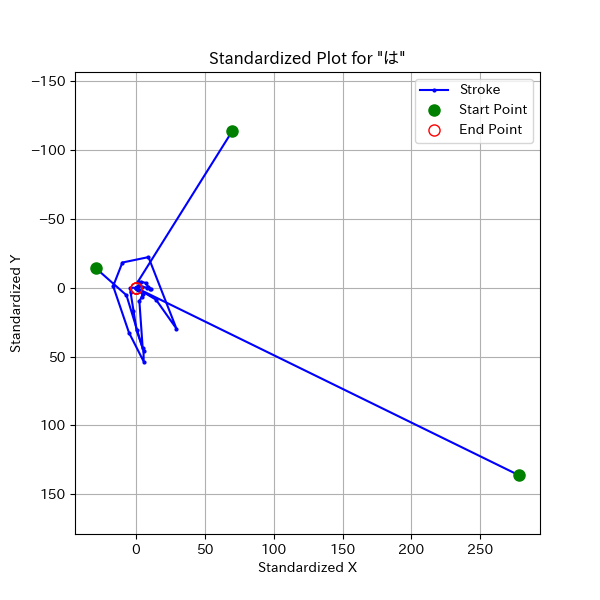 Standardized Plot for "は"
Stroke
Start Point
End Point
−150
−100
−50
0
50
100
150
Standardized Y
0 50 100 150 200 250
Standardized X